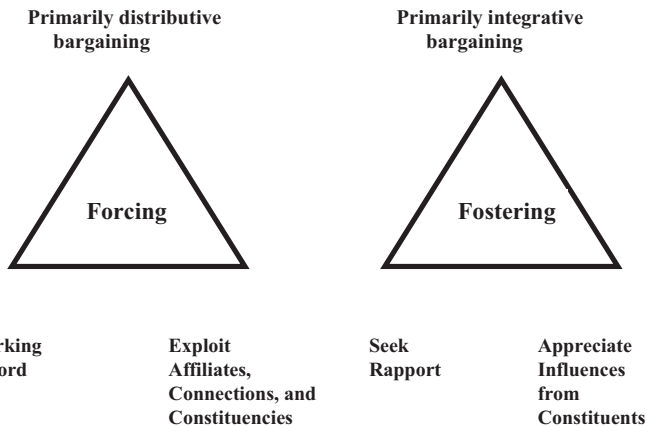 Primarily distributive
bargaining
Forcing
Exploit
Affiliates,
Connections, and
Constituencies
Primarily integrative
bargaining
Fostering
Seek
Rapport
Appreciate
Influences
from
Constituents